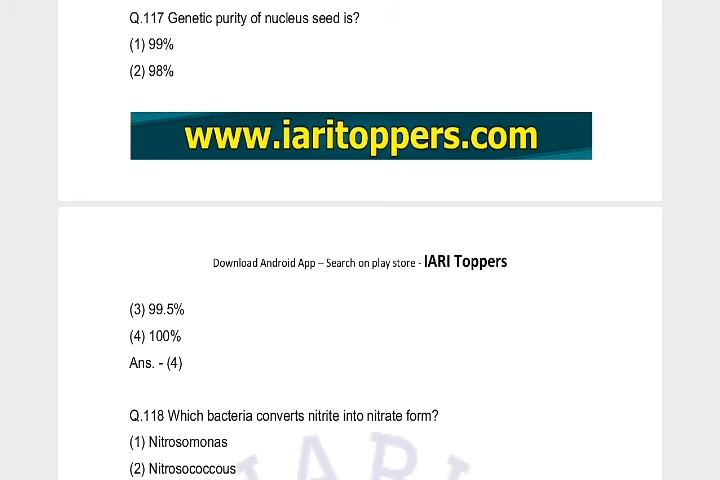 Q.117 Genetic purity of nucleus seed is?
(1) 99%
(2) 98%
www.iaritoppers.com
Download Android App – Search on play store - IARI Toppers
(3) 99.5%
(4) 100%
Ans. - (4)
Q.118 Which bacteria converts nitrite into nitrate form?
(1) Nitrosomonas
(2) Nitrosococcous
IARI